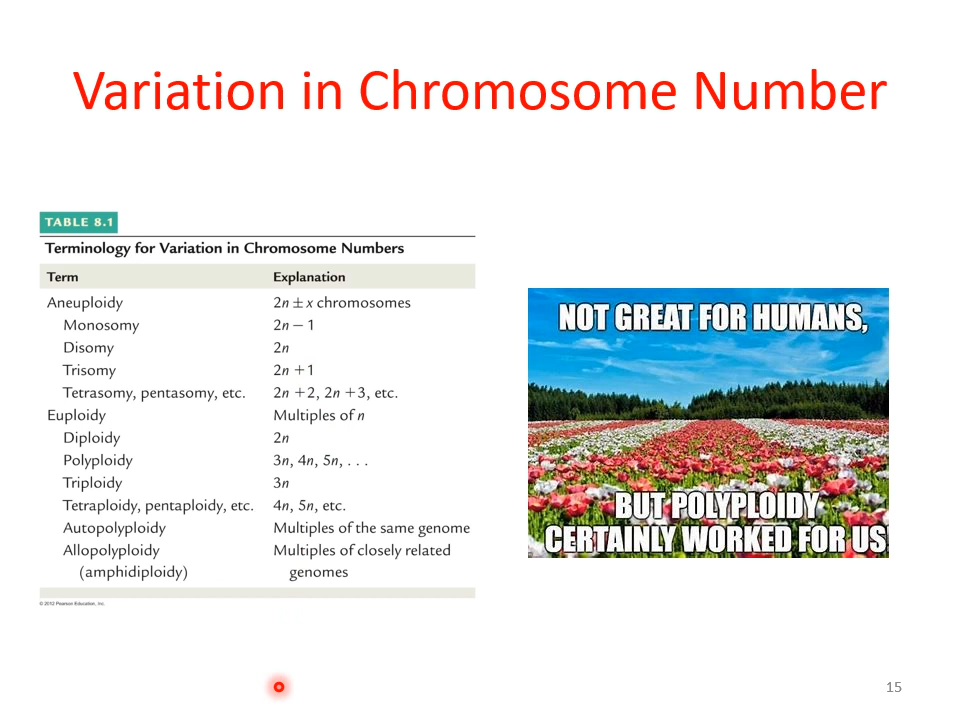 Variation in Chromosome Number
TABLE 8.1
Terminology for Variation in Chromosome Numbers
Term Explanation
Aneuploidy 2n ± x chromosomes
Monosomy 2n − 1
Disomy 2n
Trisomy 2n +1
Tetrasomy, pentasomy, etc. 2n +2, 2n +3, etc.
Euploidy Multiples of n
Diploidy 2n
Polyploidy 3n, 4n, 5n, . . .
Triploidy 3n
Tetraploidy, pentaploidy, etc. 4n, 5n, etc.
Autopolyploidy Multiples of the same genome
Allopolyploidy Multiples of closely related
(amphidiploidy) genomes
© 2012 Pearson Education, Inc.
NOT GREAT FOR HUMANS,
BUT POLYPLOIDY
CERTAINLY WORKED FOR US
15